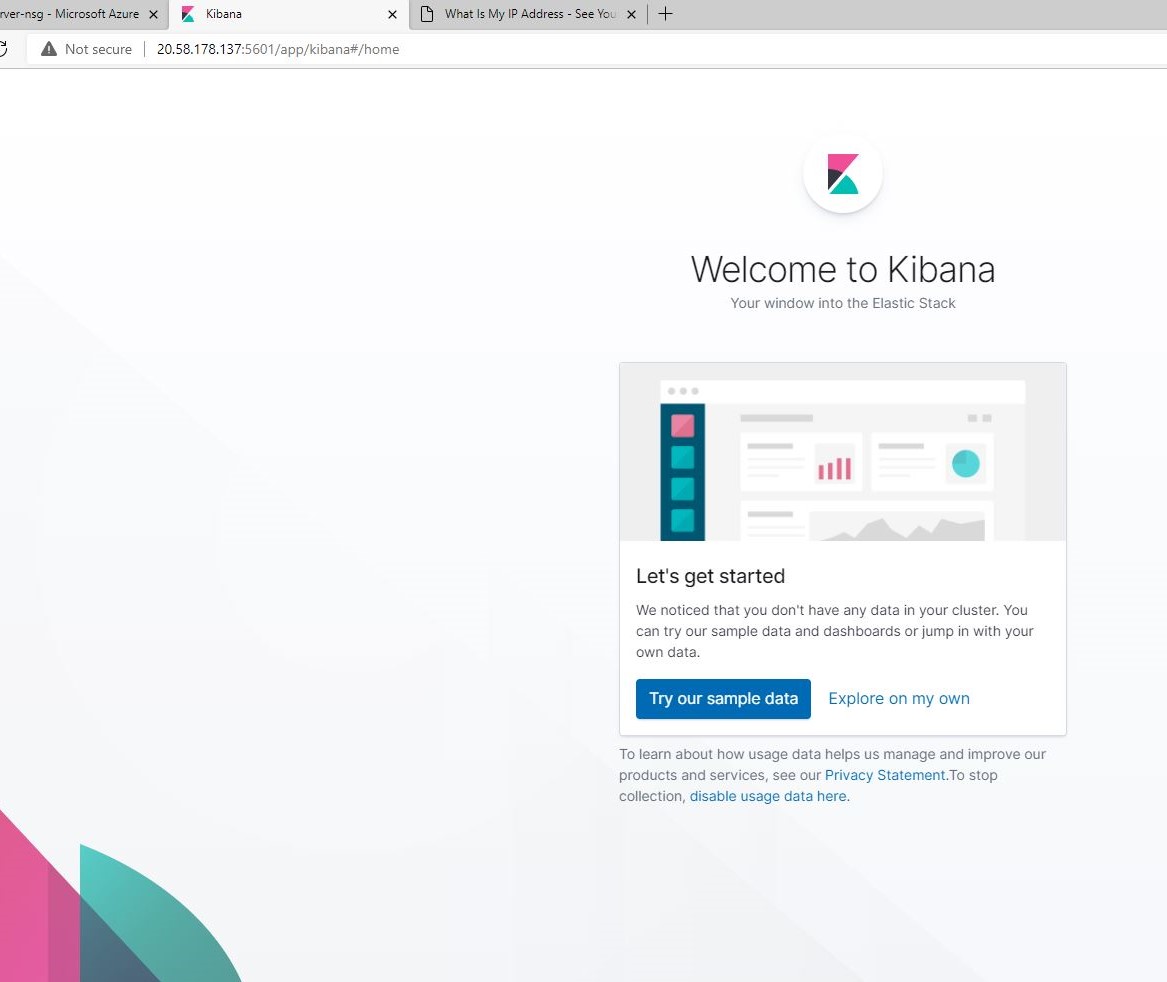 rver-nsg - Microsoft Azure
Kibana
What Is My IP Address - See You
Not secure
20.58.178.137:5601/app/kibana#/home
Welcome to Kibana
Your window into the Elastic Stack
Let's get started
We noticed that you don't have any data in your cluster. You
can try our sample data and dashboards or jump in with your
own data.
Try our sample data
Explore on my own
To learn about how usage data helps us manage and improve our
products and services, see our Privacy Statement.To stop
collection, disable usage data here.